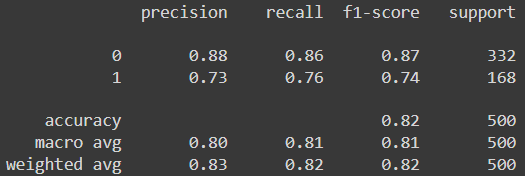 precision recall f1-score support
0 0.88 0.86 0.87 332
1 0.73 0.76 0.74 168
accuracy 0.82 500
macro avg 0.80 0.81 0.81 500
weighted avg 0.83 0.82 0.82 500